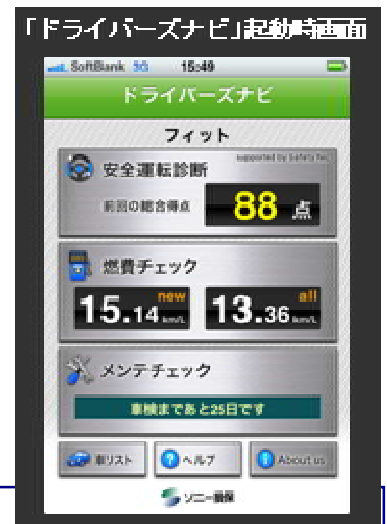 「ドライバーズナビ」起動時画面
SoftBank 3G 15:49
ドライバーズナビ
フィット
supported by Safety Rec
安全運転診断
前回の総合得点 88 点
燃費チェック
new all
15.14 km/L 13.36 km/L
メンテチェック
車検まであと25日です
車リスト ヘルプ About us
ソニー損保